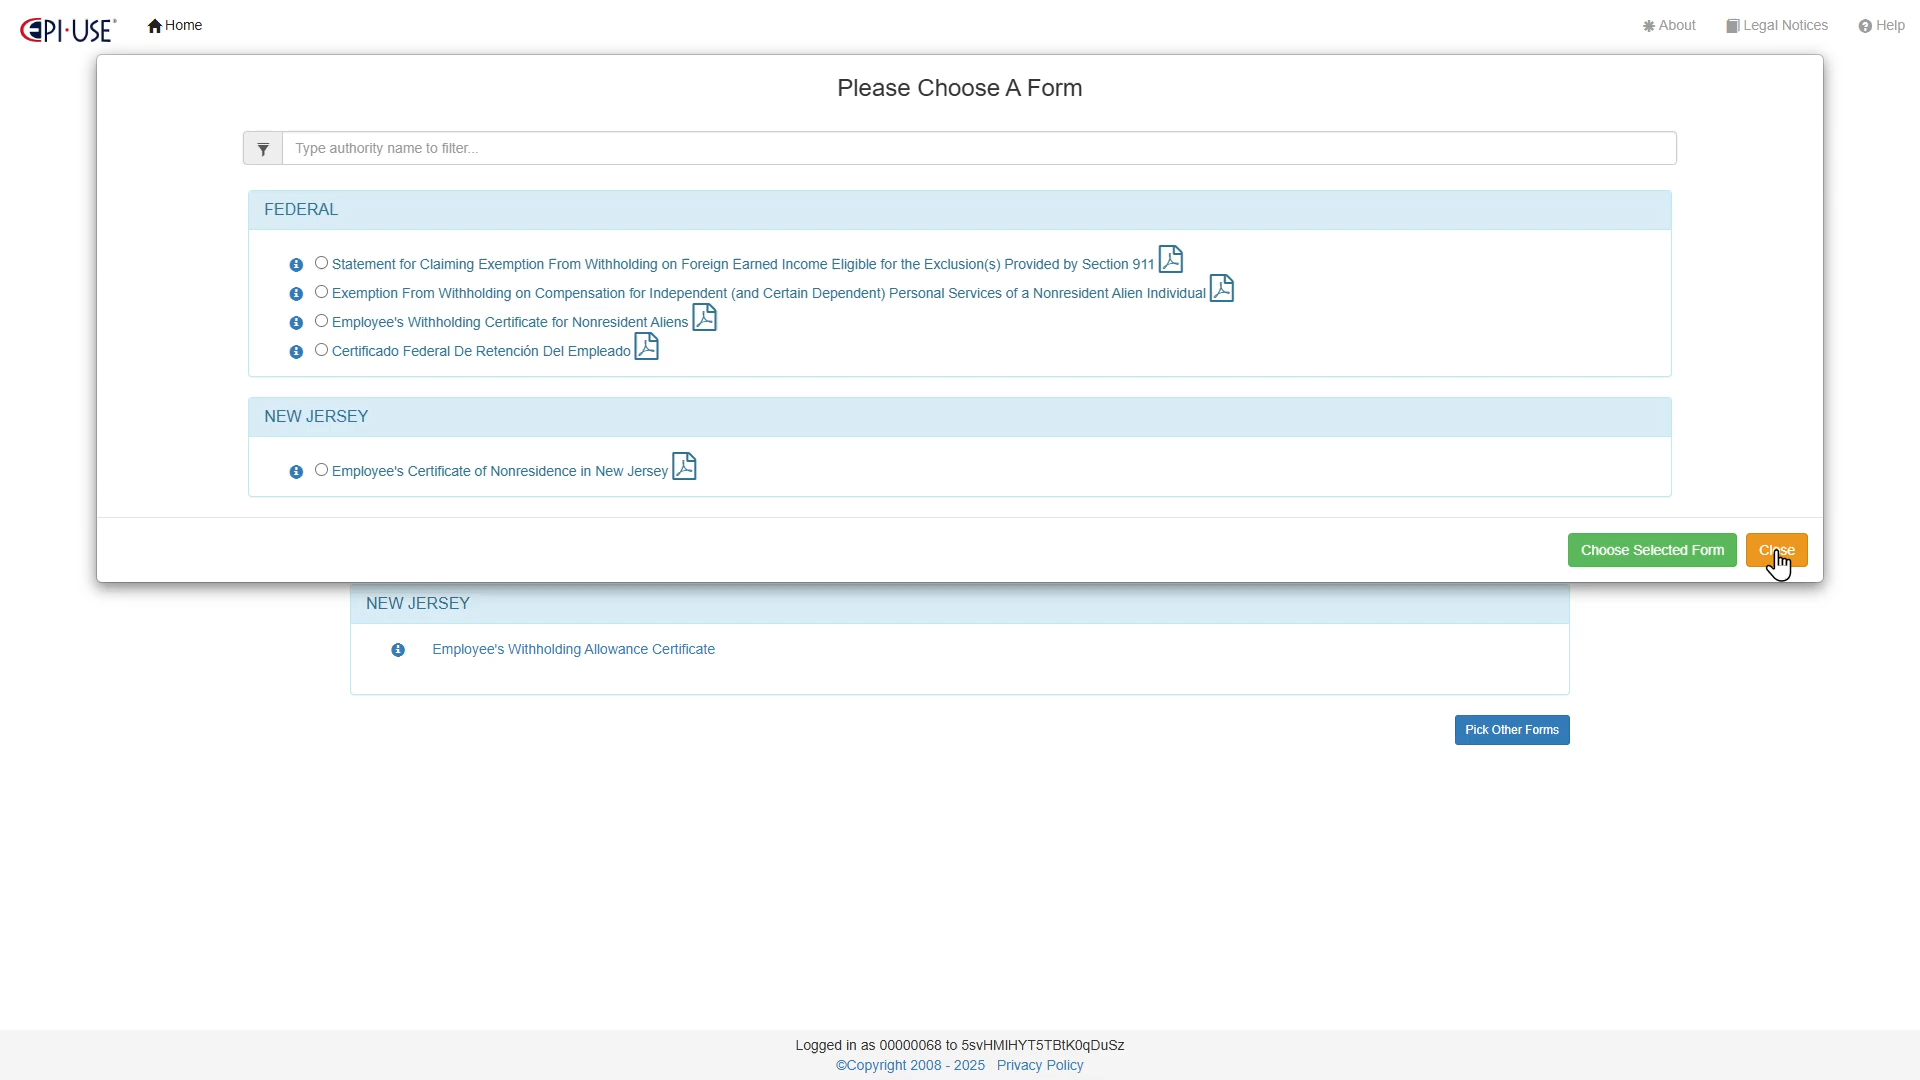 EPI·USE®
Home
About
Legal Notices
Help
Please Choose A Form
Type authority name to filter...
FEDERAL
Statement for Claiming Exemption From Withholding on Foreign Earned Income Eligible for the Exclusion(s) Provided by Section 911
Exemption From Withholding on Compensation for Independent (and Certain Dependent) Personal Services of a Nonresident Alien Individual
Employee's Withholding Certificate for Nonresident Aliens
Certificado Federal De Retención Del Empleado
NEW JERSEY
Employee's Certificate of Nonresidence in New Jersey
Choose Selected Form
Close
NEW JERSEY
Employee's Withholding Allowance Certificate
Pick Other Forms
Logged in as 00000068 to 5svHMIHYT5TBtK0qDuSz
©Copyright 2008 - 2025 Privacy Policy